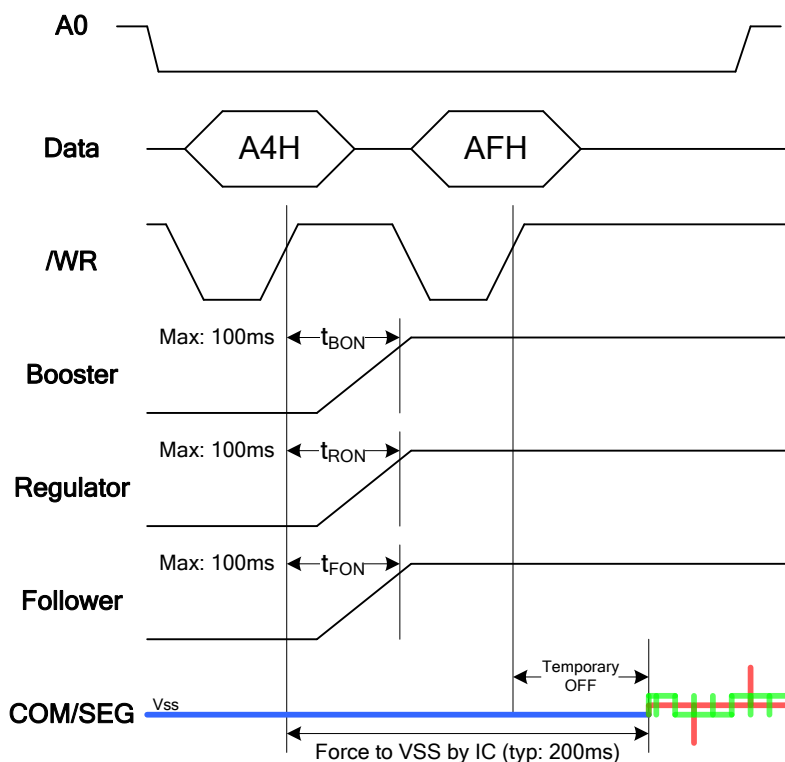 A0
Data
A4H
AFH
/WR
Max: 100ms
tBON
Booster
Max: 100ms
tRON
Regulator
Max: 100ms
tFON
Follower
Temporary
OFF
Vss
COM/SEG
Force to VSS by IC (typ: 200ms)